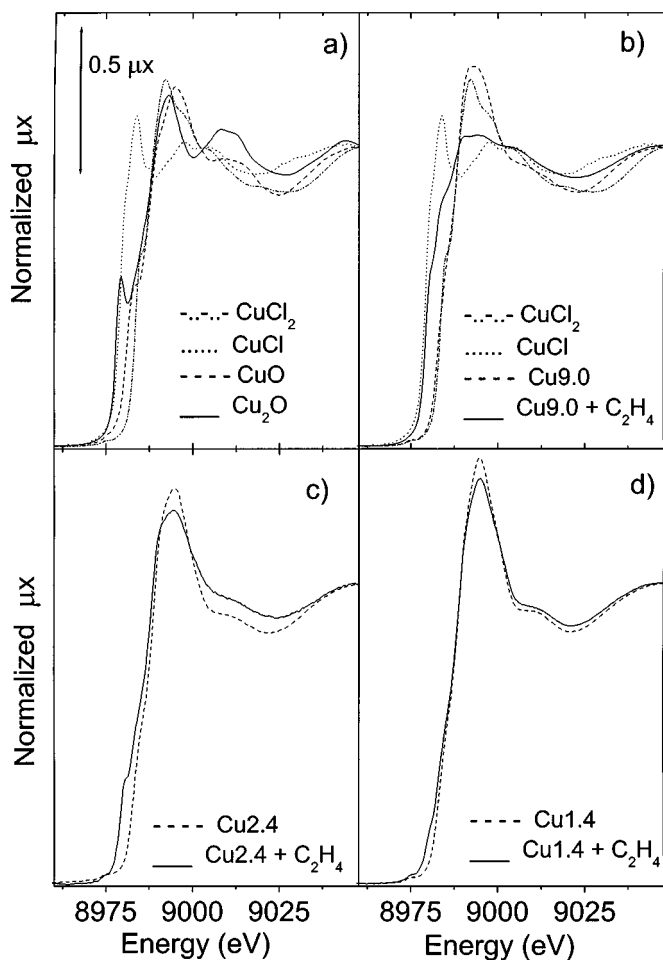 a)
0.5 μx
CuCl₂
CuCl
CuO
Cu₂O
b)
CuCl₂
CuCl
Cu9.0
Cu9.0 + C₂H₄
Normalized μx
c)
Cu2.4
Cu2.4 + C₂H₄
d)
Cu1.4
Cu1.4 + C₂H₄
Normalized μx
8975 9000 9025
8975 9000 9025
Energy (eV)
Energy (eV)